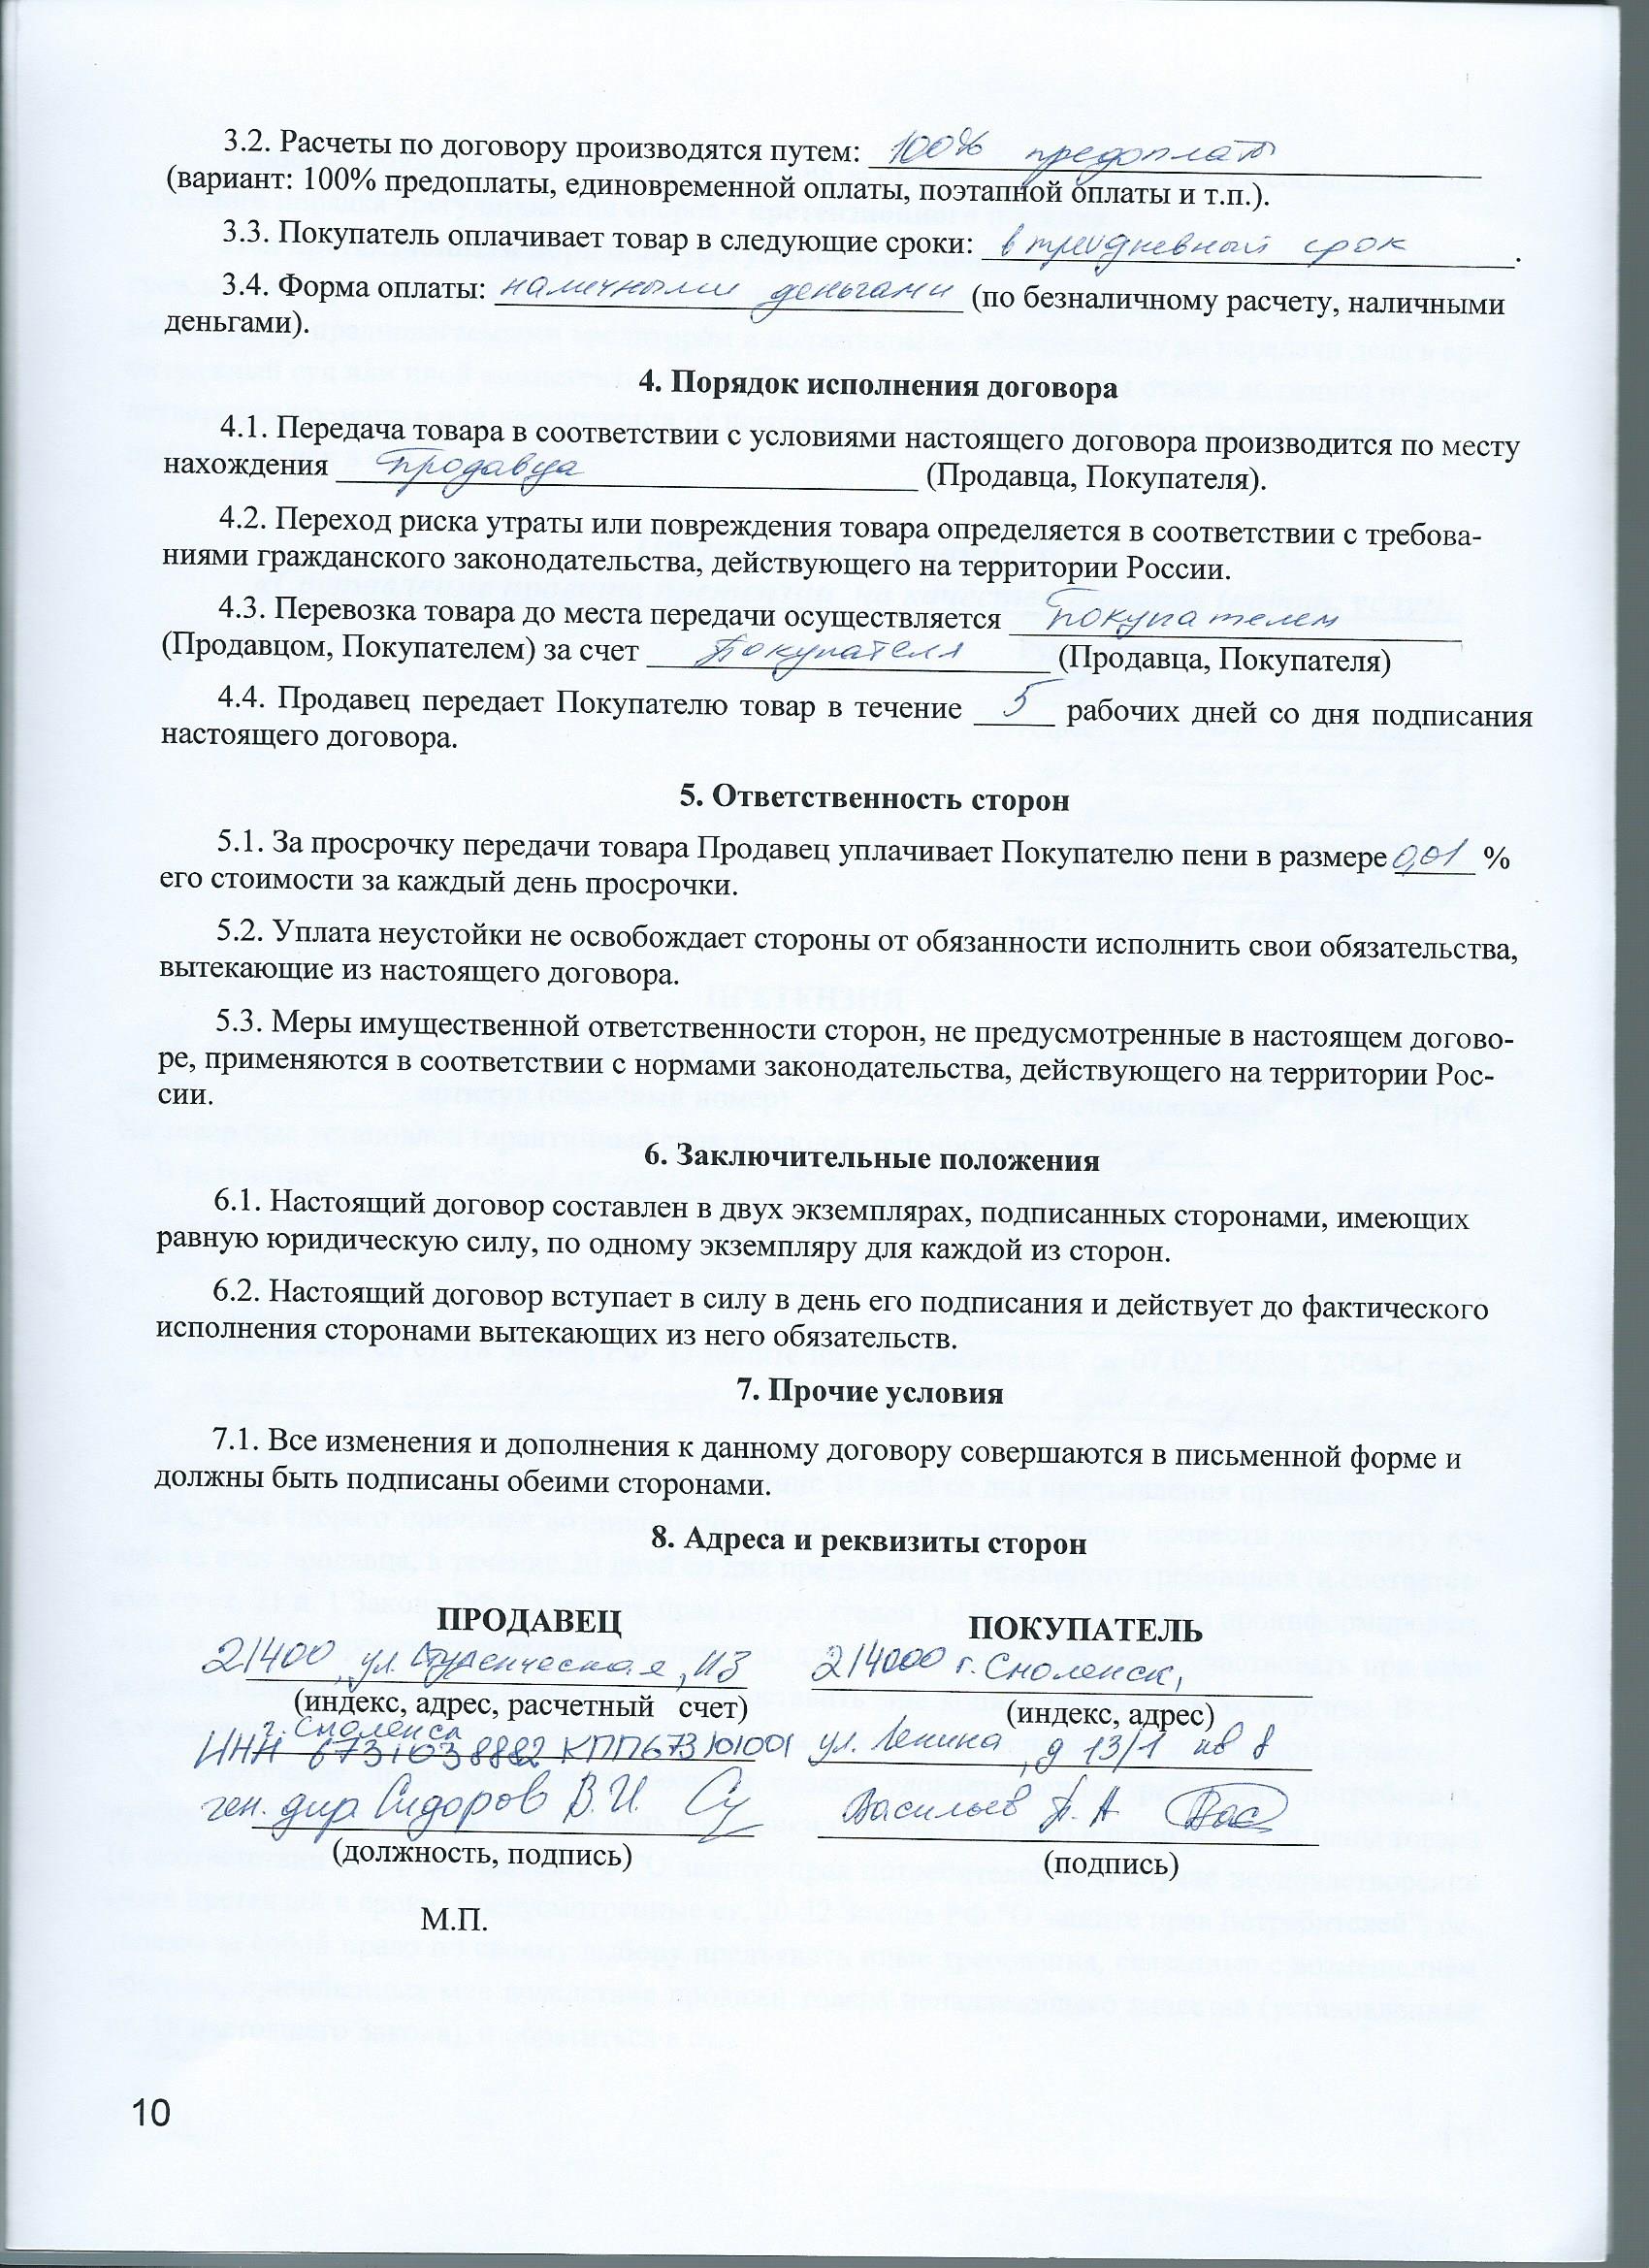 3.2. Расчеты по договору производятся путем: 100% предоплаты
(вариант: 100% предоплаты, единовременной оплаты, поэтапной оплаты и т.п.).
3.3. Покупатель оплачивает товар в следующие сроки: в трехдневный срок.
3.4. Форма оплаты: наличными деньгами (по безналичному расчету, наличными
деньгами).
4. Порядок исполнения договора
4.1. Передача товара в соответствии с условиями настоящего договора производится по месту
нахождения Продавца (Продавца, Покупателя).
4.2. Переход риска утраты или повреждения товара определяется в соответствии с требова-
ниями гражданского законодательства, действующего на территории России.
4.3. Перевозка товара до места передачи осуществляется Покупателем
(Продавцом, Покупателем) за счет Покупателя (Продавца, Покупателя)
4.4. Продавец передает Покупателю товар в течение 5 рабочих дней со дня подписания
настоящего договора.
5. Ответственность сторон
5.1. За просрочку передачи товара Продавец уплачивает Покупателю пени в размере 0,01 %
его стоимости за каждый день просрочки.
5.2. Уплата неустойки не освобождает стороны от обязанности исполнить свои обязательства,
вытекающие из настоящего договора.
5.3. Меры имущественной ответственности сторон, не предусмотренные в настоящем догово-
ре, применяются в соответствии с нормами законодательства, действующего на территории Рос-
сии.
6. Заключительные положения
6.1. Настоящий договор составлен в двух экземплярах, подписанных сторонами, имеющих
равную юридическую силу, по одному экземпляру для каждой из сторон.
6.2. Настоящий договор вступает в силу в день его подписания и действует до фактического
исполнения сторонами вытекающих из него обязательств.
7. Прочие условия
7.1. Все изменения и дополнения к данному договору совершаются в письменной форме и
должны быть подписаны обеими сторонами.
8. Адреса и реквизиты сторон
ПРОДАВЕЦ
21400, ул. Студенческая, из
(индекс, адрес, расчетный счет)
г. Смоленск
ИНН 6731038882 КПП673101001
ген. дир. Сидоров В.И.
(должность, подпись)
М.П.
ПОКУПАТЕЛЬ
214000 г. Смоленск,
(индекс, адрес)
ул. Ленина, д 13/1 кв 8
Васильев П. А Вас
(подпись)
10